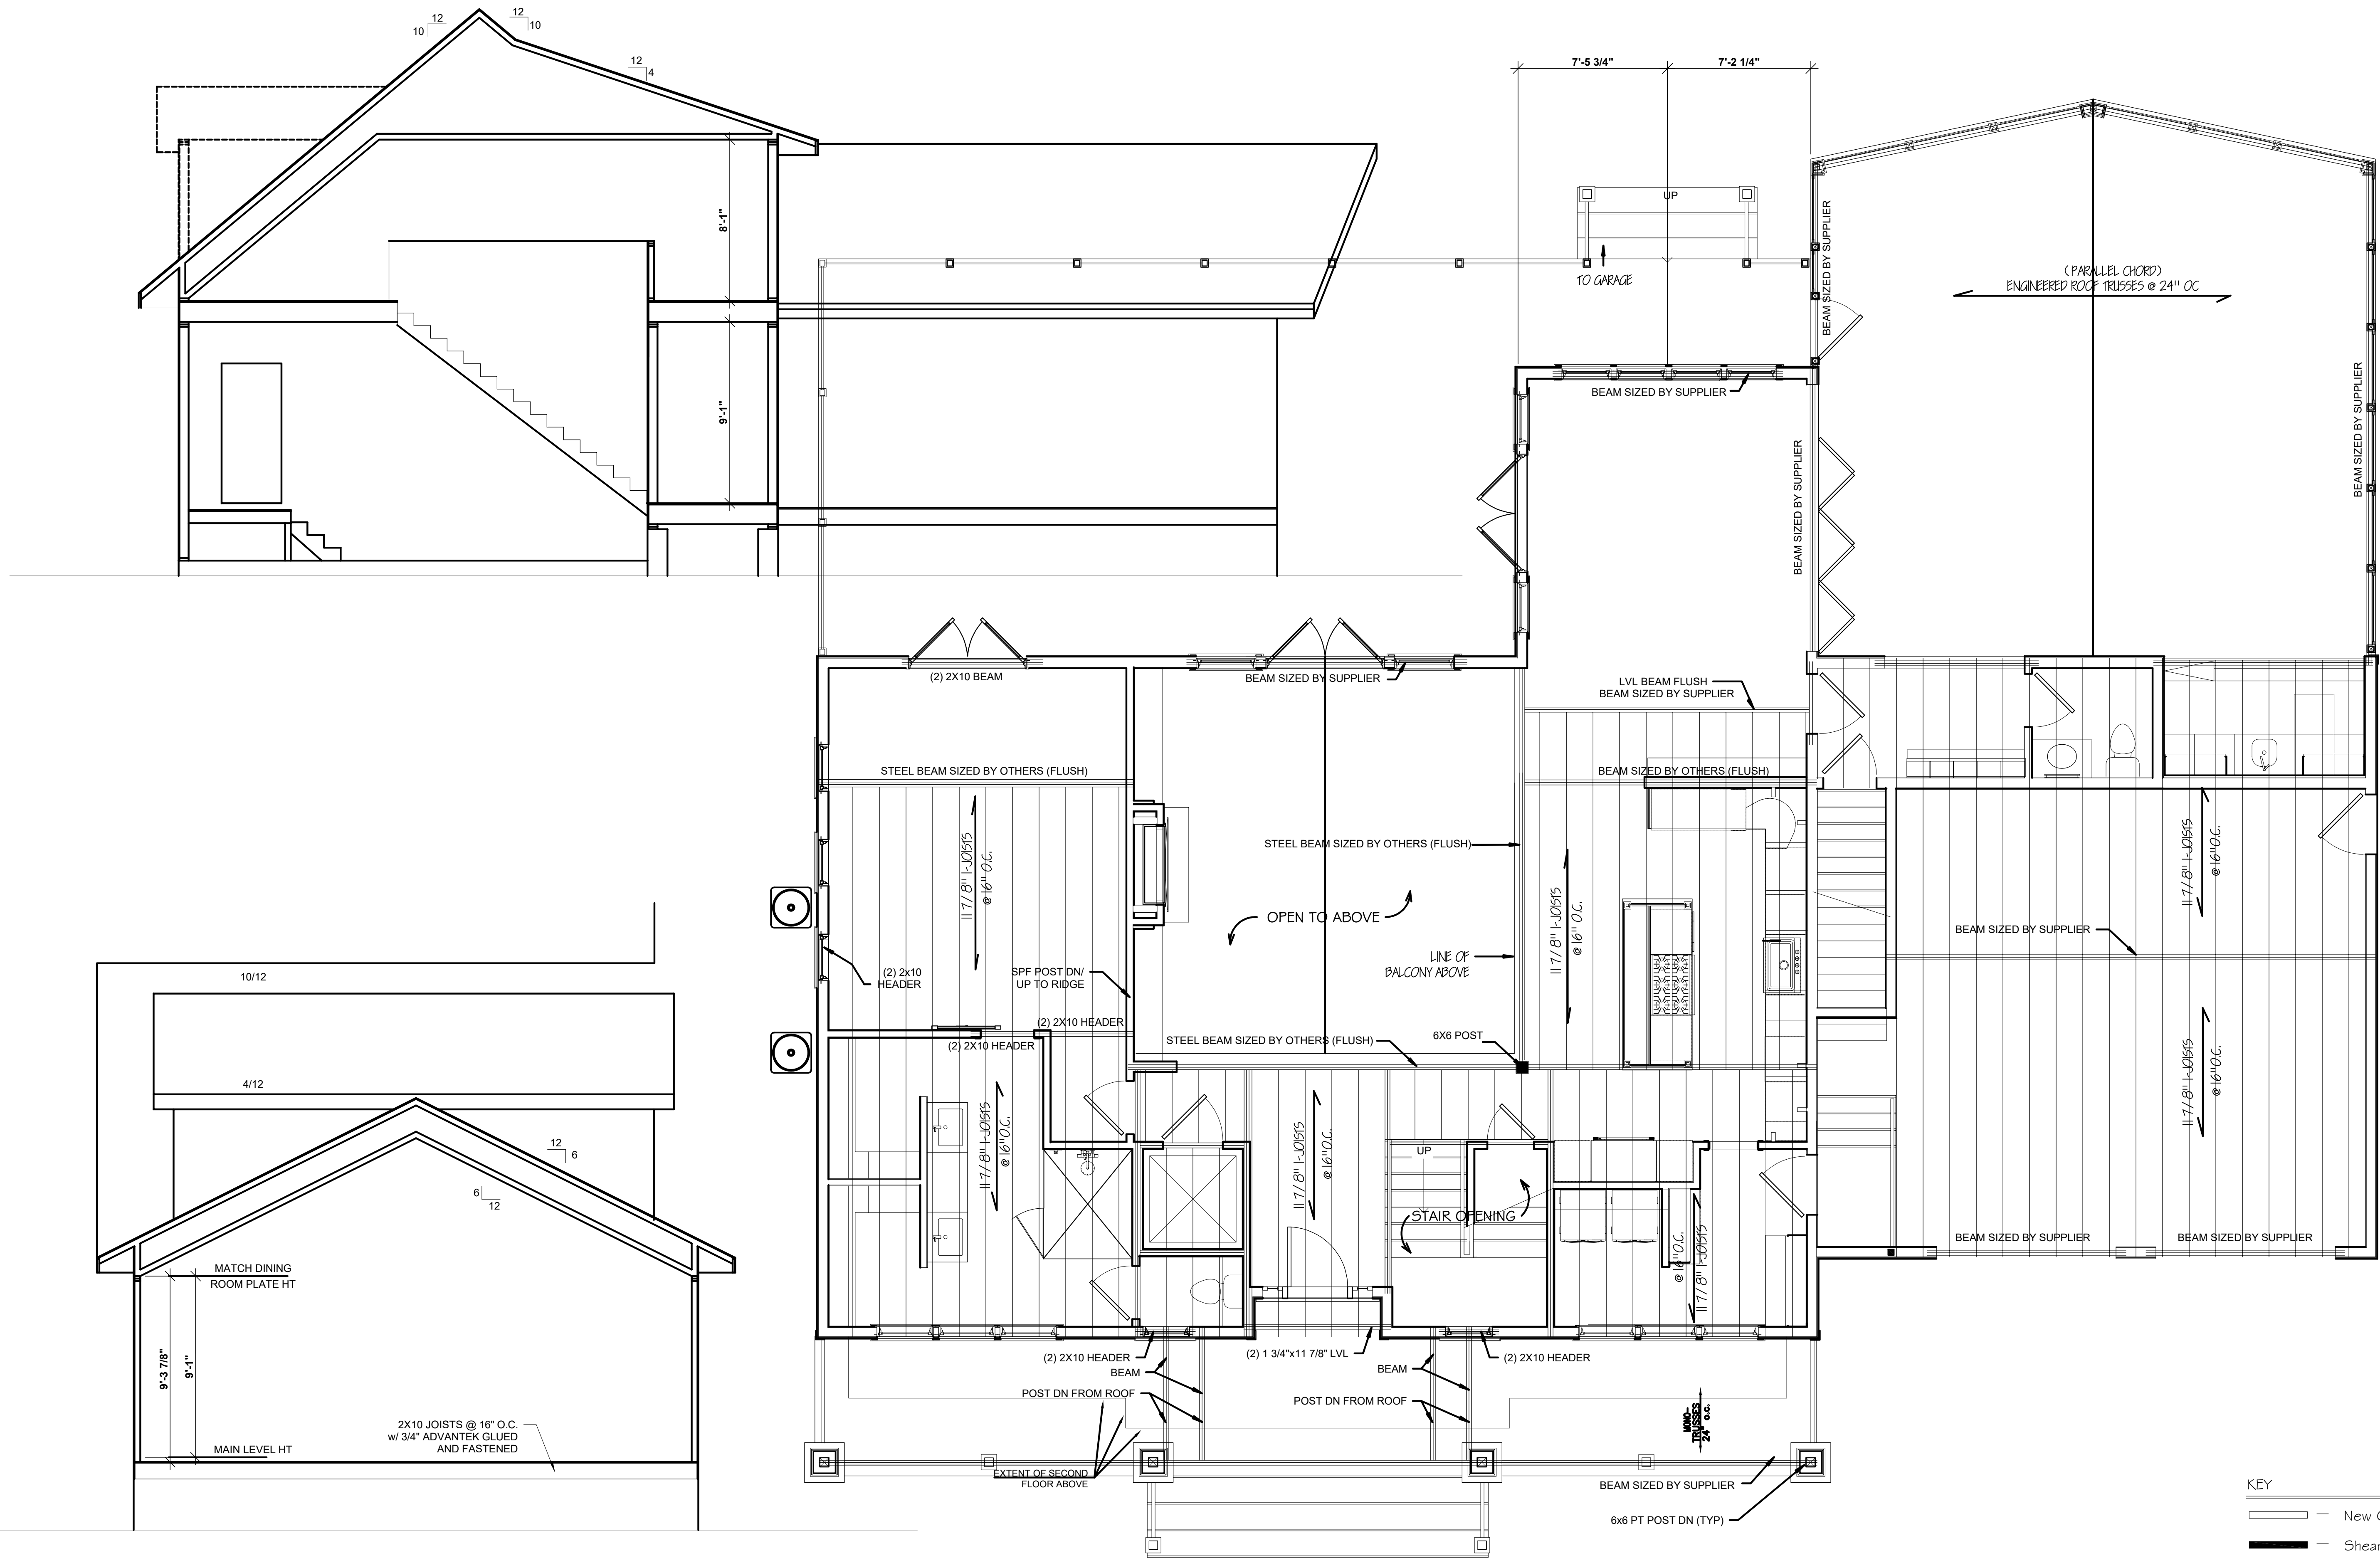 12
10
12
10
12
4
8'-1"
9'-1"
7'-5 3/4"
7'-2 1/4"
UP
TO GARAGE
BEAM SIZED BY SUPPLIER
(PARALLEL CHORD)
ENGINEERED ROOF TRUSSES @ 24" OC
BEAM SIZED BY SUPPLIER
BEAM SIZED BY SUPPLIER
BEAM SIZED BY SUPPLIER
(2) 2X10 BEAM
BEAM SIZED BY SUPPLIER
LVL BEAM FLUSH
BEAM SIZED BY SUPPLIER
STEEL BEAM SIZED BY OTHERS (FLUSH)
BEAM SIZED BY OTHERS (FLUSH)
11 7/8" I-JOISTS
@ 16" O.C.
STEEL BEAM SIZED BY OTHERS (FLUSH)
11 7/8" I-JOISTS
@ 16" O.C.
11 7/8" I-JOISTS
@ 16" O.C.
OPEN TO ABOVE
BEAM SIZED BY SUPPLIER
LINE OF
BALCONY ABOVE
(2) 2x10
HEADER
SPF POST DN/
UP TO RIDGE
(2) 2X10 HEADER
(2) 2X10 HEADER
STEEL BEAM SIZED BY OTHERS (FLUSH)
6X6 POST
11 7/8" I-JOISTS
@ 16" O.C.
11 7/8" I-JOISTS
@ 16" O.C.
11 7/8" I-JOISTS
@ 16" O.C.
UP
STAIR OPENING
11 7/8" I-JOISTS
@ 16" O.C.
BEAM SIZED BY SUPPLIER
BEAM SIZED BY SUPPLIER
(2) 2X10 HEADER
BEAM
(2) 1 3/4"x11 7/8" LVL
BEAM
(2) 2X10 HEADER
POST DN FROM ROOF
POST DN FROM ROOF
MONO-
TRUSSES
24" o.c.
EXTENT OF SECOND
FLOOR ABOVE
BEAM SIZED BY SUPPLIER
6x6 PT POST DN (TYP)
10/12
4/12
12
6
6
12
MATCH DINING
ROOM PLATE HT
9'-3 7/8"
9'-1"
2X10 JOISTS @ 16" O.C.
w/ 3/4" ADVANTEK GLUED
AND FASTENED
MAIN LEVEL HT
KEY
New
Shear